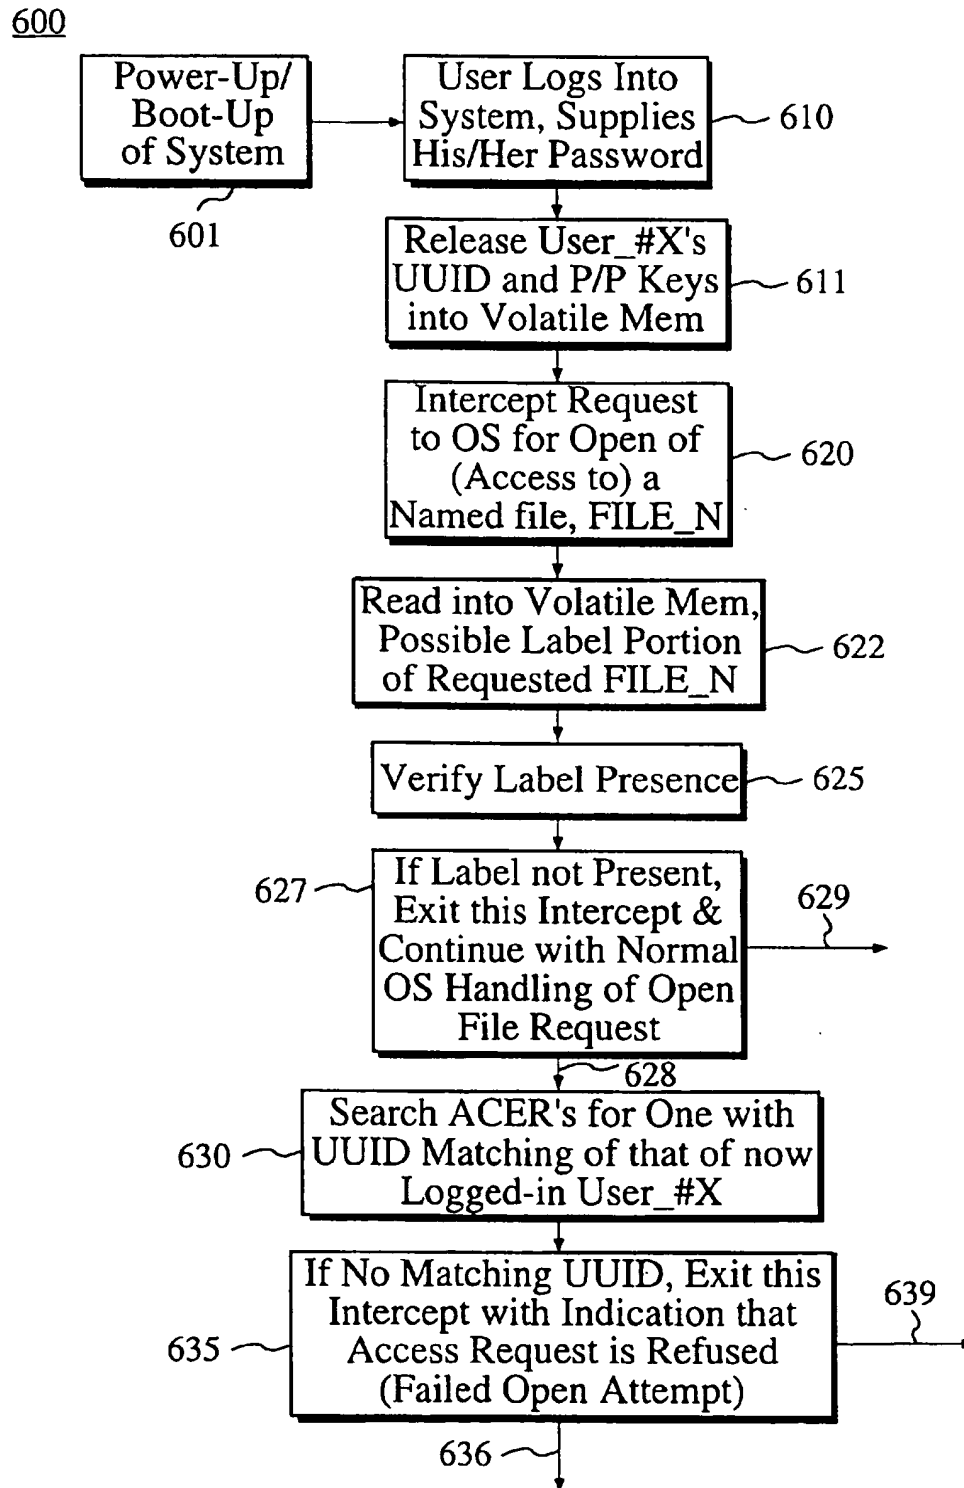 600
Power-Up/
Boot-Up
of System
601
User Logs Into
System, Supplies
His/Her Password
610
Release User_#X's
UUID and P/P Keys
into Volatile Mem
611
Intercept Request
to OS for Open of
(Access to) a
Named file, FILE_N
620
Read into Volatile Mem,
Possible Label Portion
of Requested FILE_N
622
Verify Label Presence
625
627
If Label not Present,
Exit this Intercept &
Continue with Normal
OS Handling of Open
File Request
629
628
630
Search ACER's for One with
UUID Matching of that of now
Logged-in User_#X
635
If No Matching UUID, Exit this
Intercept with Indication that
Access Request is Refused
(Failed Open Attempt)
639
636